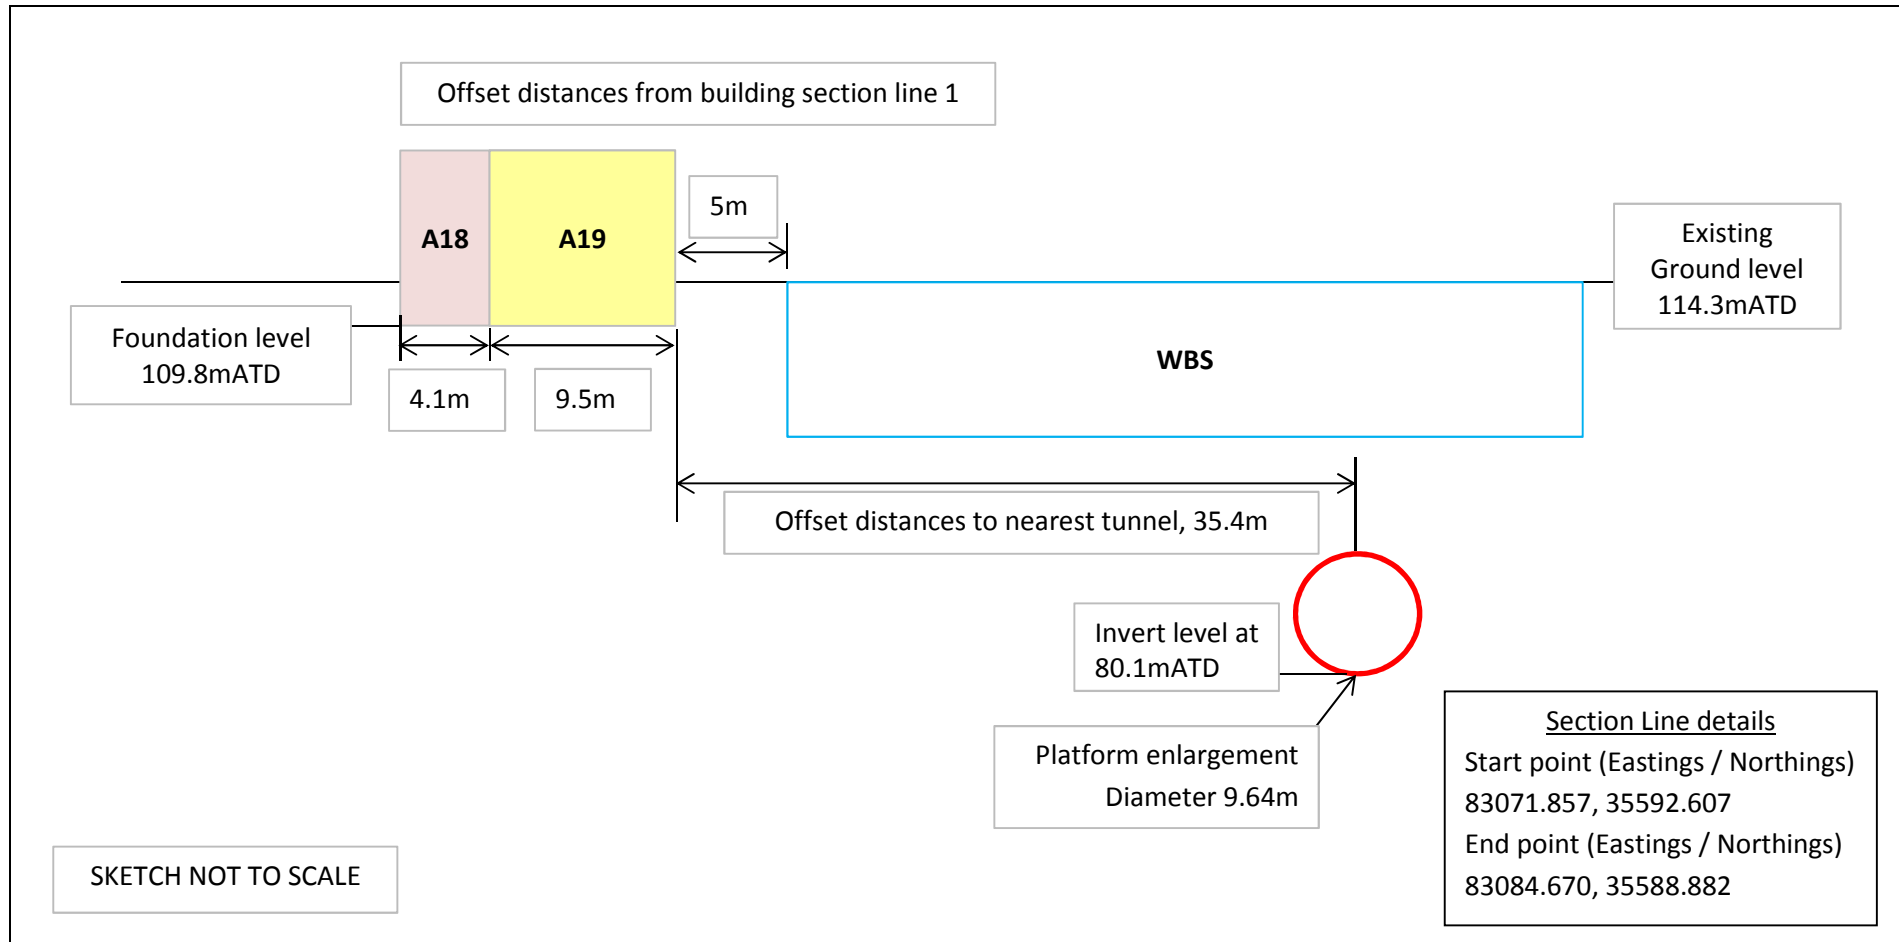 Offset distances from building section line 1
5m
A18
A19
Existing
Ground level
114.3mATD
Foundation level
109.8mATD
WBS
4.1m
9.5m
Offset distances to nearest tunnel, 35.4m
Invert level at
80.1mATD
Platform enlargement
Diameter 9.64m
Section Line details
Start point (Eastings / Northings)
83071.857, 35592.607
End point (Eastings / Northings)
83084.670, 35588.882
SKETCH NOT TO SCALE